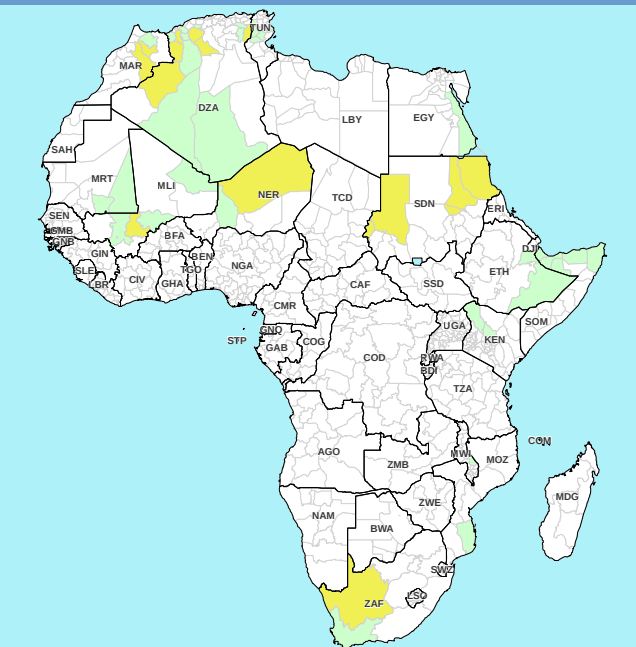 TUN
MAR
DZA
LBY
EGY
SAH
MRT
MLI
NER
TCD
SDN
ERI
SEN
GMB
GNB
BFA
DJI
GIN
BEN
NGA
ETH
SLE
TGO
LBR
CIV
GHA
CAF
SSD
CMR
SOM
GNQ
UGA
STP
COG
KEN
GAB
COD
RWA
BDI
TZA
COM
AGO
MWI
MOZ
ZMB
MDG
ZWE
NAM
BWA
SWZ
LSO
ZAF